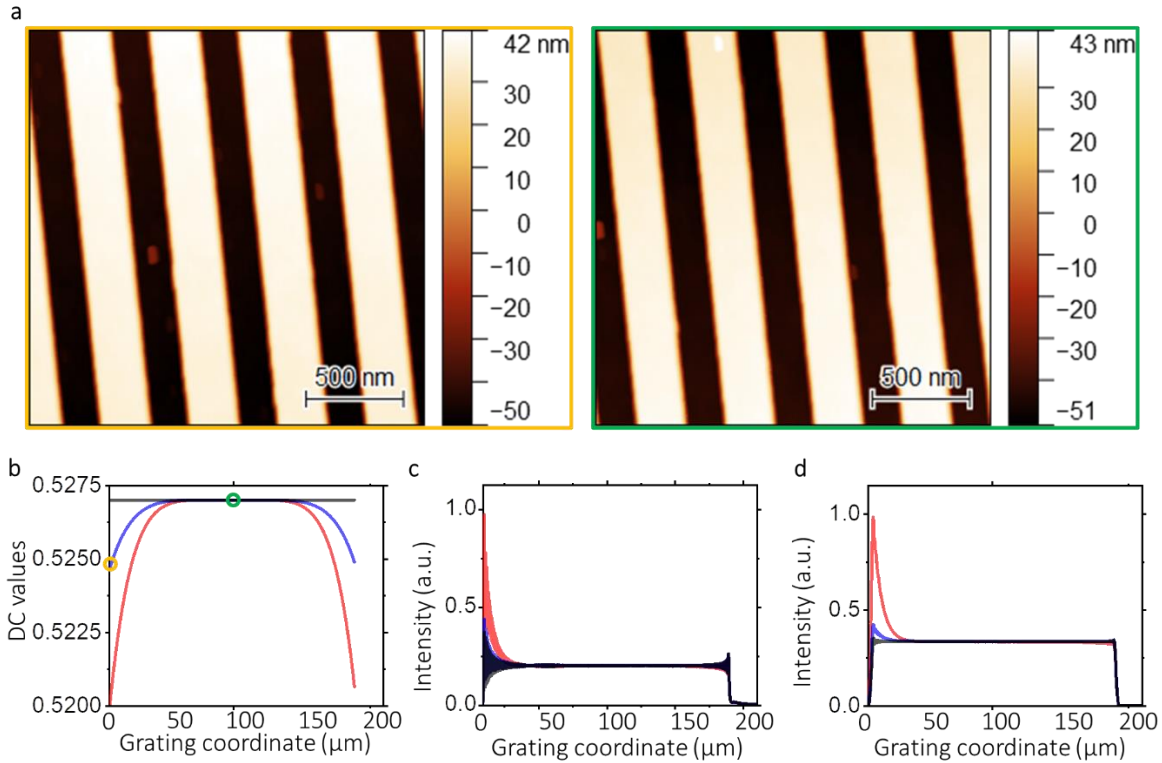 a
42 nm
30
20
10
0
−10
−20
−30
−50
500 nm
43 nm
30
20
10
0
−10
−20
−30
−51
500 nm
b
0.5275
0.5250
0.5225
0.5200
DC values
0
50
100
150
200
Grating coordinate (μm)
c
1.0
0.5
0.0
Intensity (a.u.)
0
50
100
150
200
Grating coordinate (μm)
d
1.0
0.5
0.0
Intensity (a.u.)
0
50
100
150
200
Grating coordinate (μm)